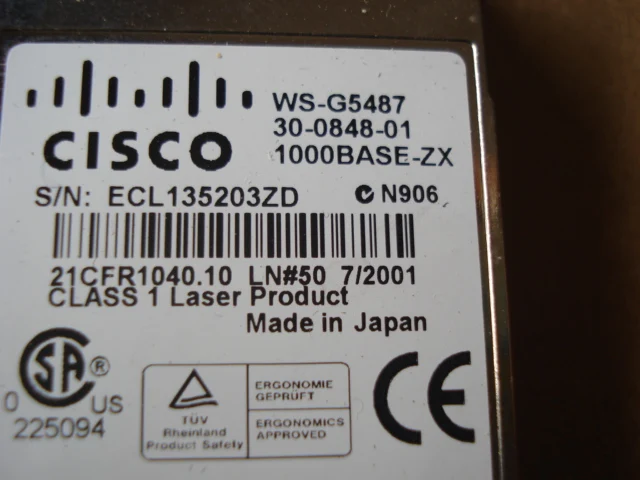 CISCO
WS-G5487
30-0848-01
1000BASE-ZX
S/N: ECL135203ZD N906
21CFR1040.10 LN#50 7/2001
CLASS 1 Laser Product
Made in Japan
SA ®
US
225094
TÜV
Rheinland
Product Safety
ERGONOMIE
GEPRÜFT
ERGONOMICS
APPROVED
CE